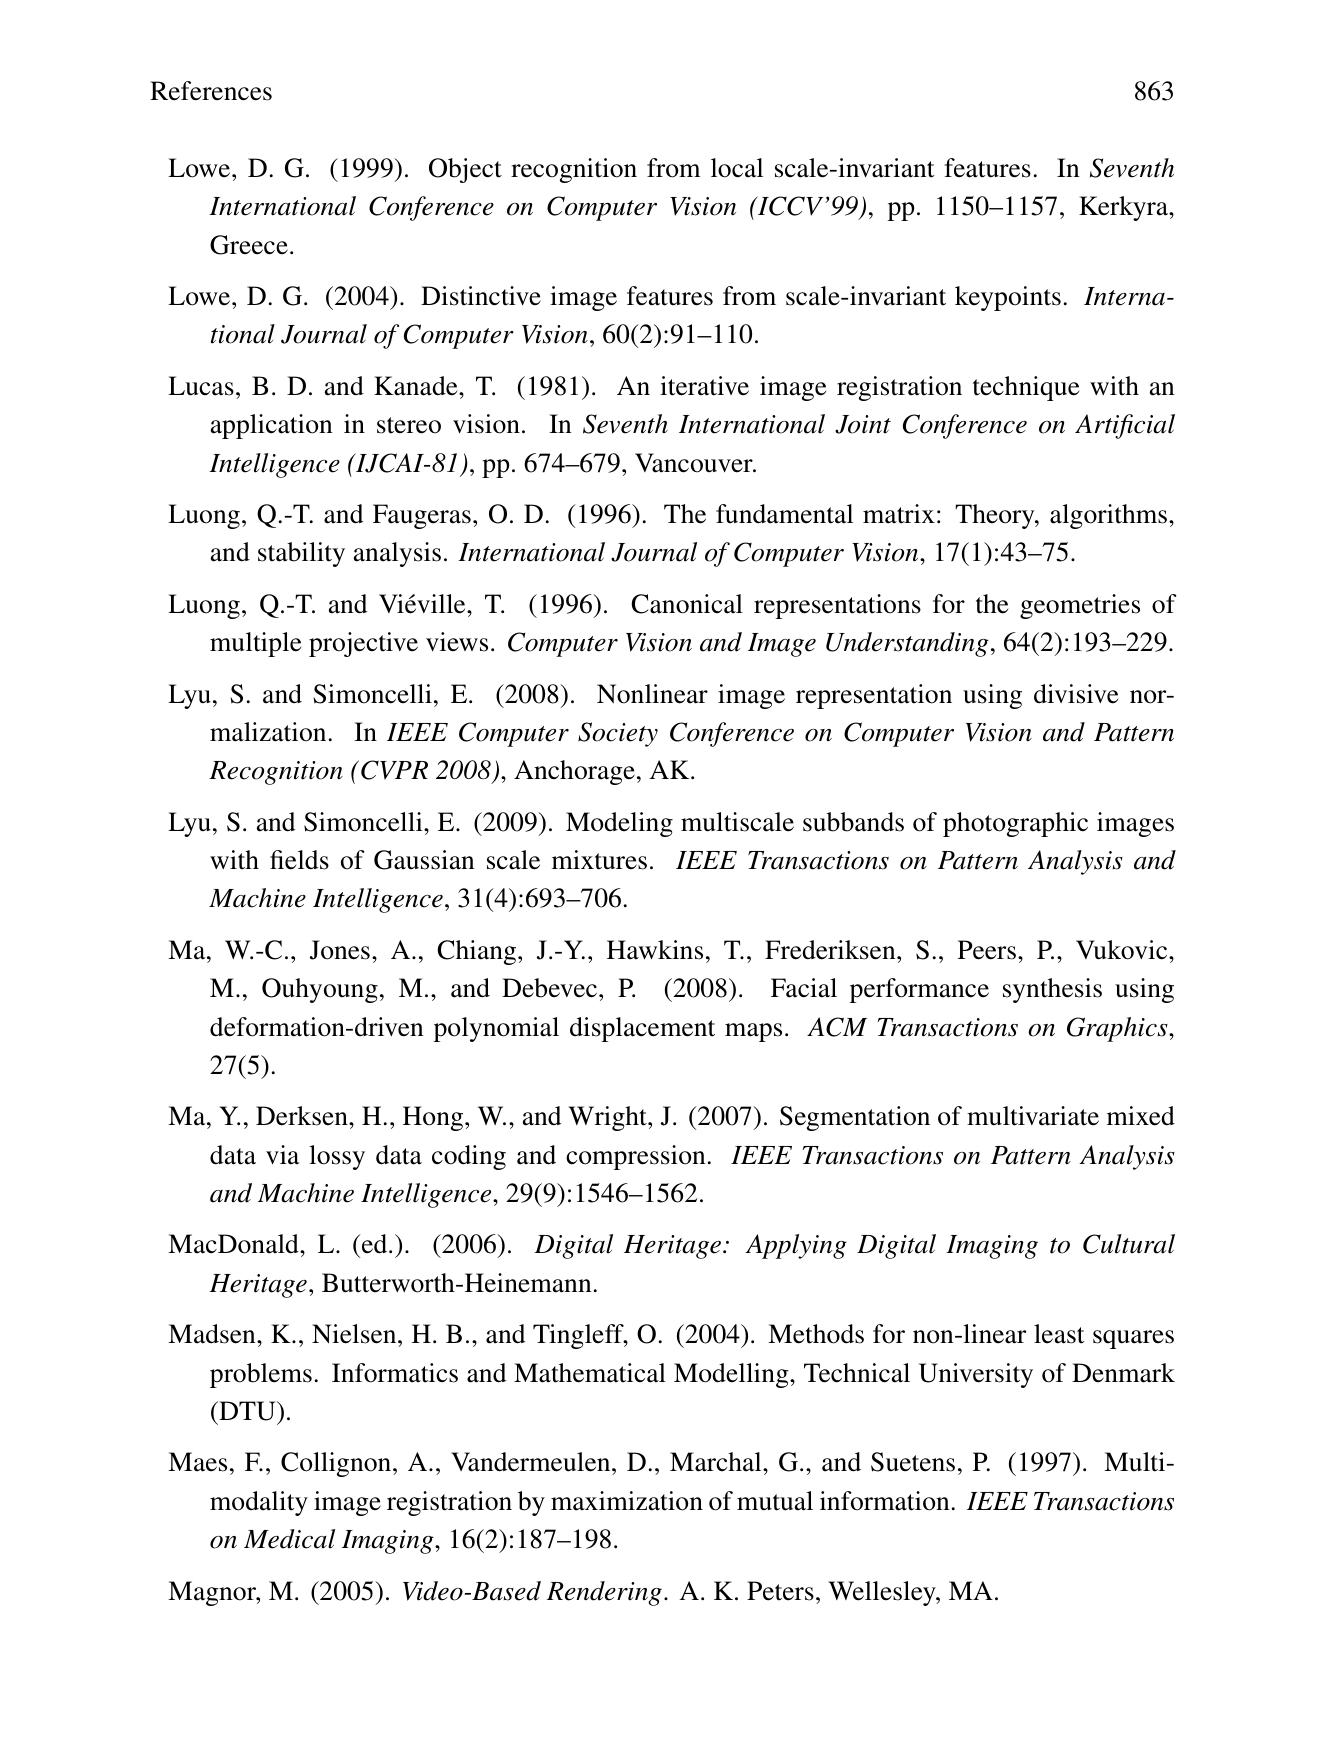 References 863
Lowe, D. G. (1999). Object recognition from local scale-invariant features. In Seventh
International Conference on Computer Vision (ICCV'99), pp. 1150–1157, Kerkyra,
Greece.
Lowe, D. G. (2004). Distinctive image features from scale-invariant keypoints. Interna-
tional Journal of Computer Vision, 60(2):91–110.
Lucas, B. D. and Kanade, T. (1981). An iterative image registration technique with an
application in stereo vision. In Seventh International Joint Conference on Artificial
Intelligence (IJCAI-81), pp. 674–679, Vancouver.
Luong, Q.-T. and Faugeras, O. D. (1996). The fundamental matrix: Theory, algorithms,
and stability analysis. International Journal of Computer Vision, 17(1):43–75.
Luong, Q.-T. and Viéville, T. (1996). Canonical representations for the geometries of
multiple projective views. Computer Vision and Image Understanding, 64(2):193–229.
Lyu, S. and Simoncelli, E. (2008). Nonlinear image representation using divisive nor-
malization. In IEEE Computer Society Conference on Computer Vision and Pattern
Recognition (CVPR 2008), Anchorage, AK.
Lyu, S. and Simoncelli, E. (2009). Modeling multiscale subbands of photographic images
with fields of Gaussian scale mixtures. IEEE Transactions on Pattern Analysis and
Machine Intelligence, 31(4):693–706.
Ma, W.-C., Jones, A., Chiang, J.-Y., Hawkins, T., Frederiksen, S., Peers, P., Vukovic,
M., Ouhyoung, M., and Debevec, P. (2008). Facial performance synthesis using
deformation-driven polynomial displacement maps. ACM Transactions on Graphics,
27(5).
Ma, Y., Derksen, H., Hong, W., and Wright, J. (2007). Segmentation of multivariate mixed
data via lossy data coding and compression. IEEE Transactions on Pattern Analysis
and Machine Intelligence, 29(9):1546–1562.
MacDonald, L. (ed.). (2006). Digital Heritage: Applying Digital Imaging to Cultural
Heritage, Butterworth-Heinemann.
Madsen, K., Nielsen, H. B., and Tingleff, O. (2004). Methods for non-linear least squares
problems. Informatics and Mathematical Modelling, Technical University of Denmark
(DTU).
Maes, F., Collignon, A., Vandermeulen, D., Marchal, G., and Suetens, P. (1997). Multi-
modality image registration by maximization of mutual information. IEEE Transactions
on Medical Imaging, 16(2):187–198.
Magnor, M. (2005). Video-Based Rendering. A. K. Peters, Wellesley, MA.